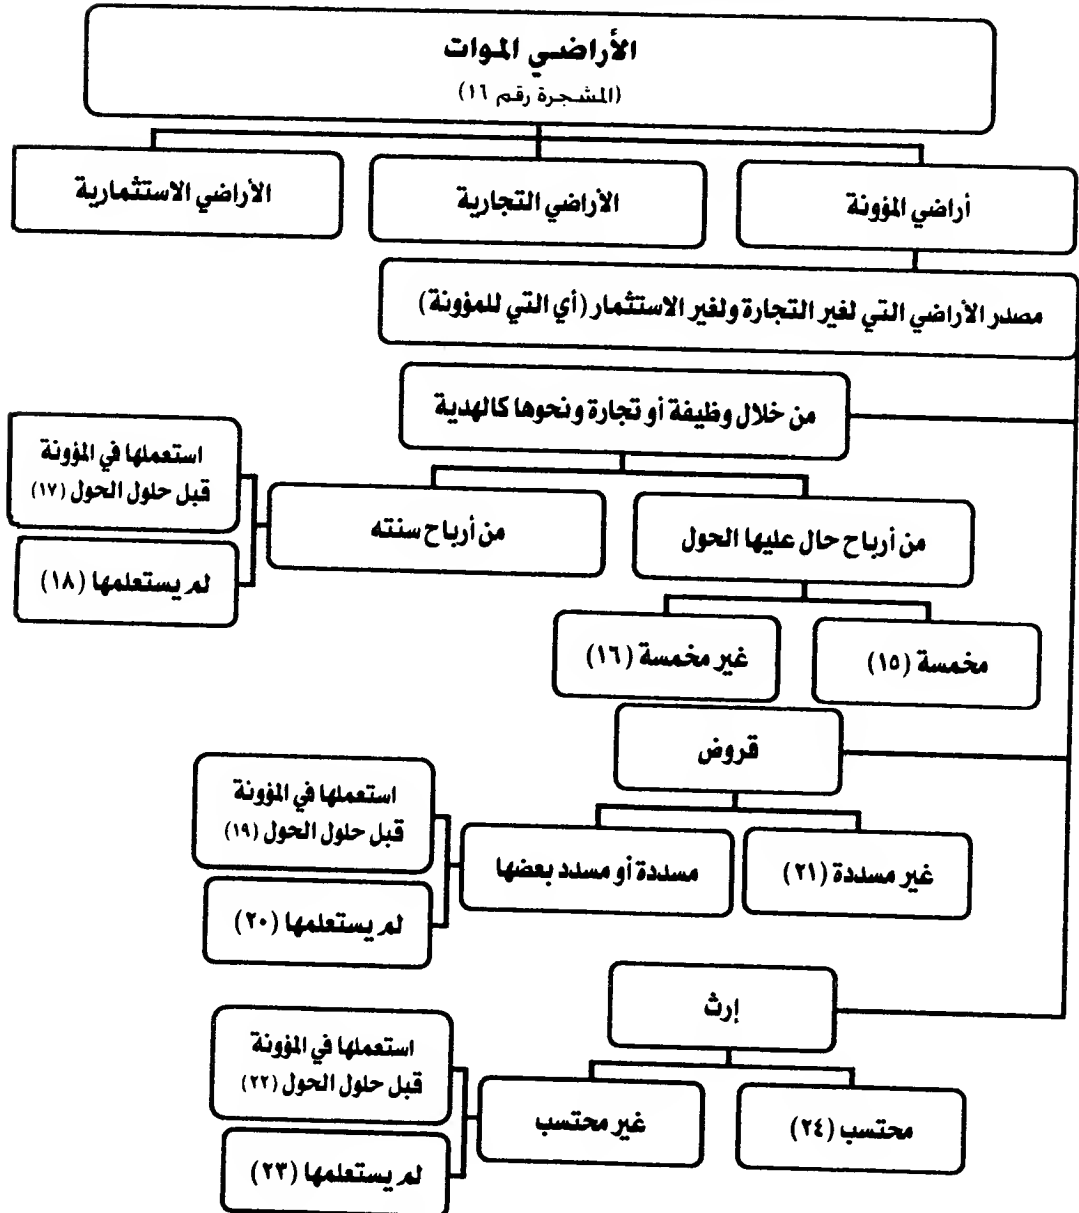 الأراضي الموات
(المشجرة رقم ١٦)
أراضي المؤونة
الأراضي التجارية
الأراضي الاستثمارية
مصدر الأراضي التي لغير التجارة ولغير الاستثمار (أي التي للمؤونة)
من خلال وظيفة أو تجارة ونحوها كالهدية
من أرباح حال عليها الحول
من أرباح سنته
استعملها في المؤونة
قبل حلول الحول (١٧)
لم يستعلمها (١٨)
مخمسة (١٥)
غير مخمسة (١٦)
قروض
غير مسددة (٢١)
مسددة أو مسدد بعضها
استعملها في المؤونة
قبل حلول الحول (١٩)
لم يستعلمها (٢٠)
إرث
محتسب (٢٤)
غير محتسب
استعملها في المؤونة
قبل حلول الحول (٢٢)
لم يستعلمها (٢٣)